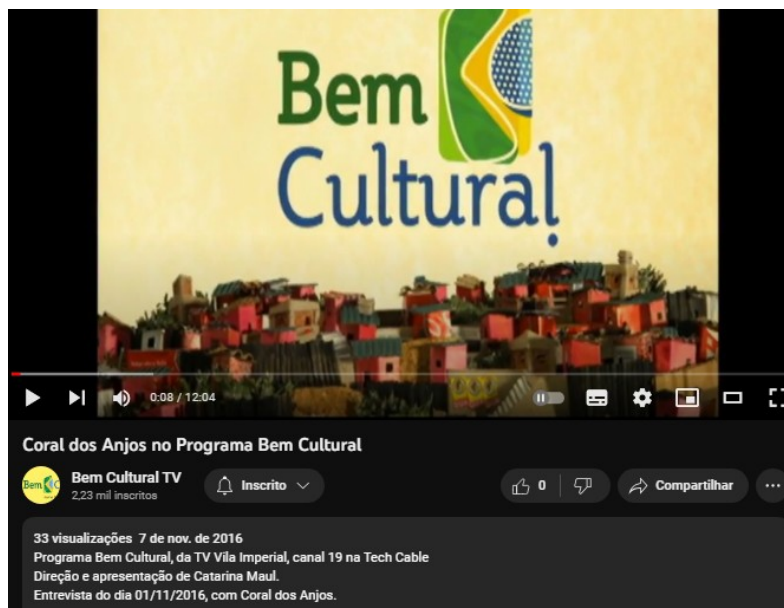 Bem
Cultural
0:08 / 12:04
Coral dos Anjos no Programa Bem Cultural
Bem Cultural TV
2,23 mil inscritos
Inscrito
0
Compartilhar
33 visualizações 7 de nov. de 2016
Programa Bem Cultural, da TV Vila Imperial, canal 19 na Tech Cable
Direção e apresentação de Catarina Maul.
Entrevista do dia 01/11/2016, com Coral dos Anjos.